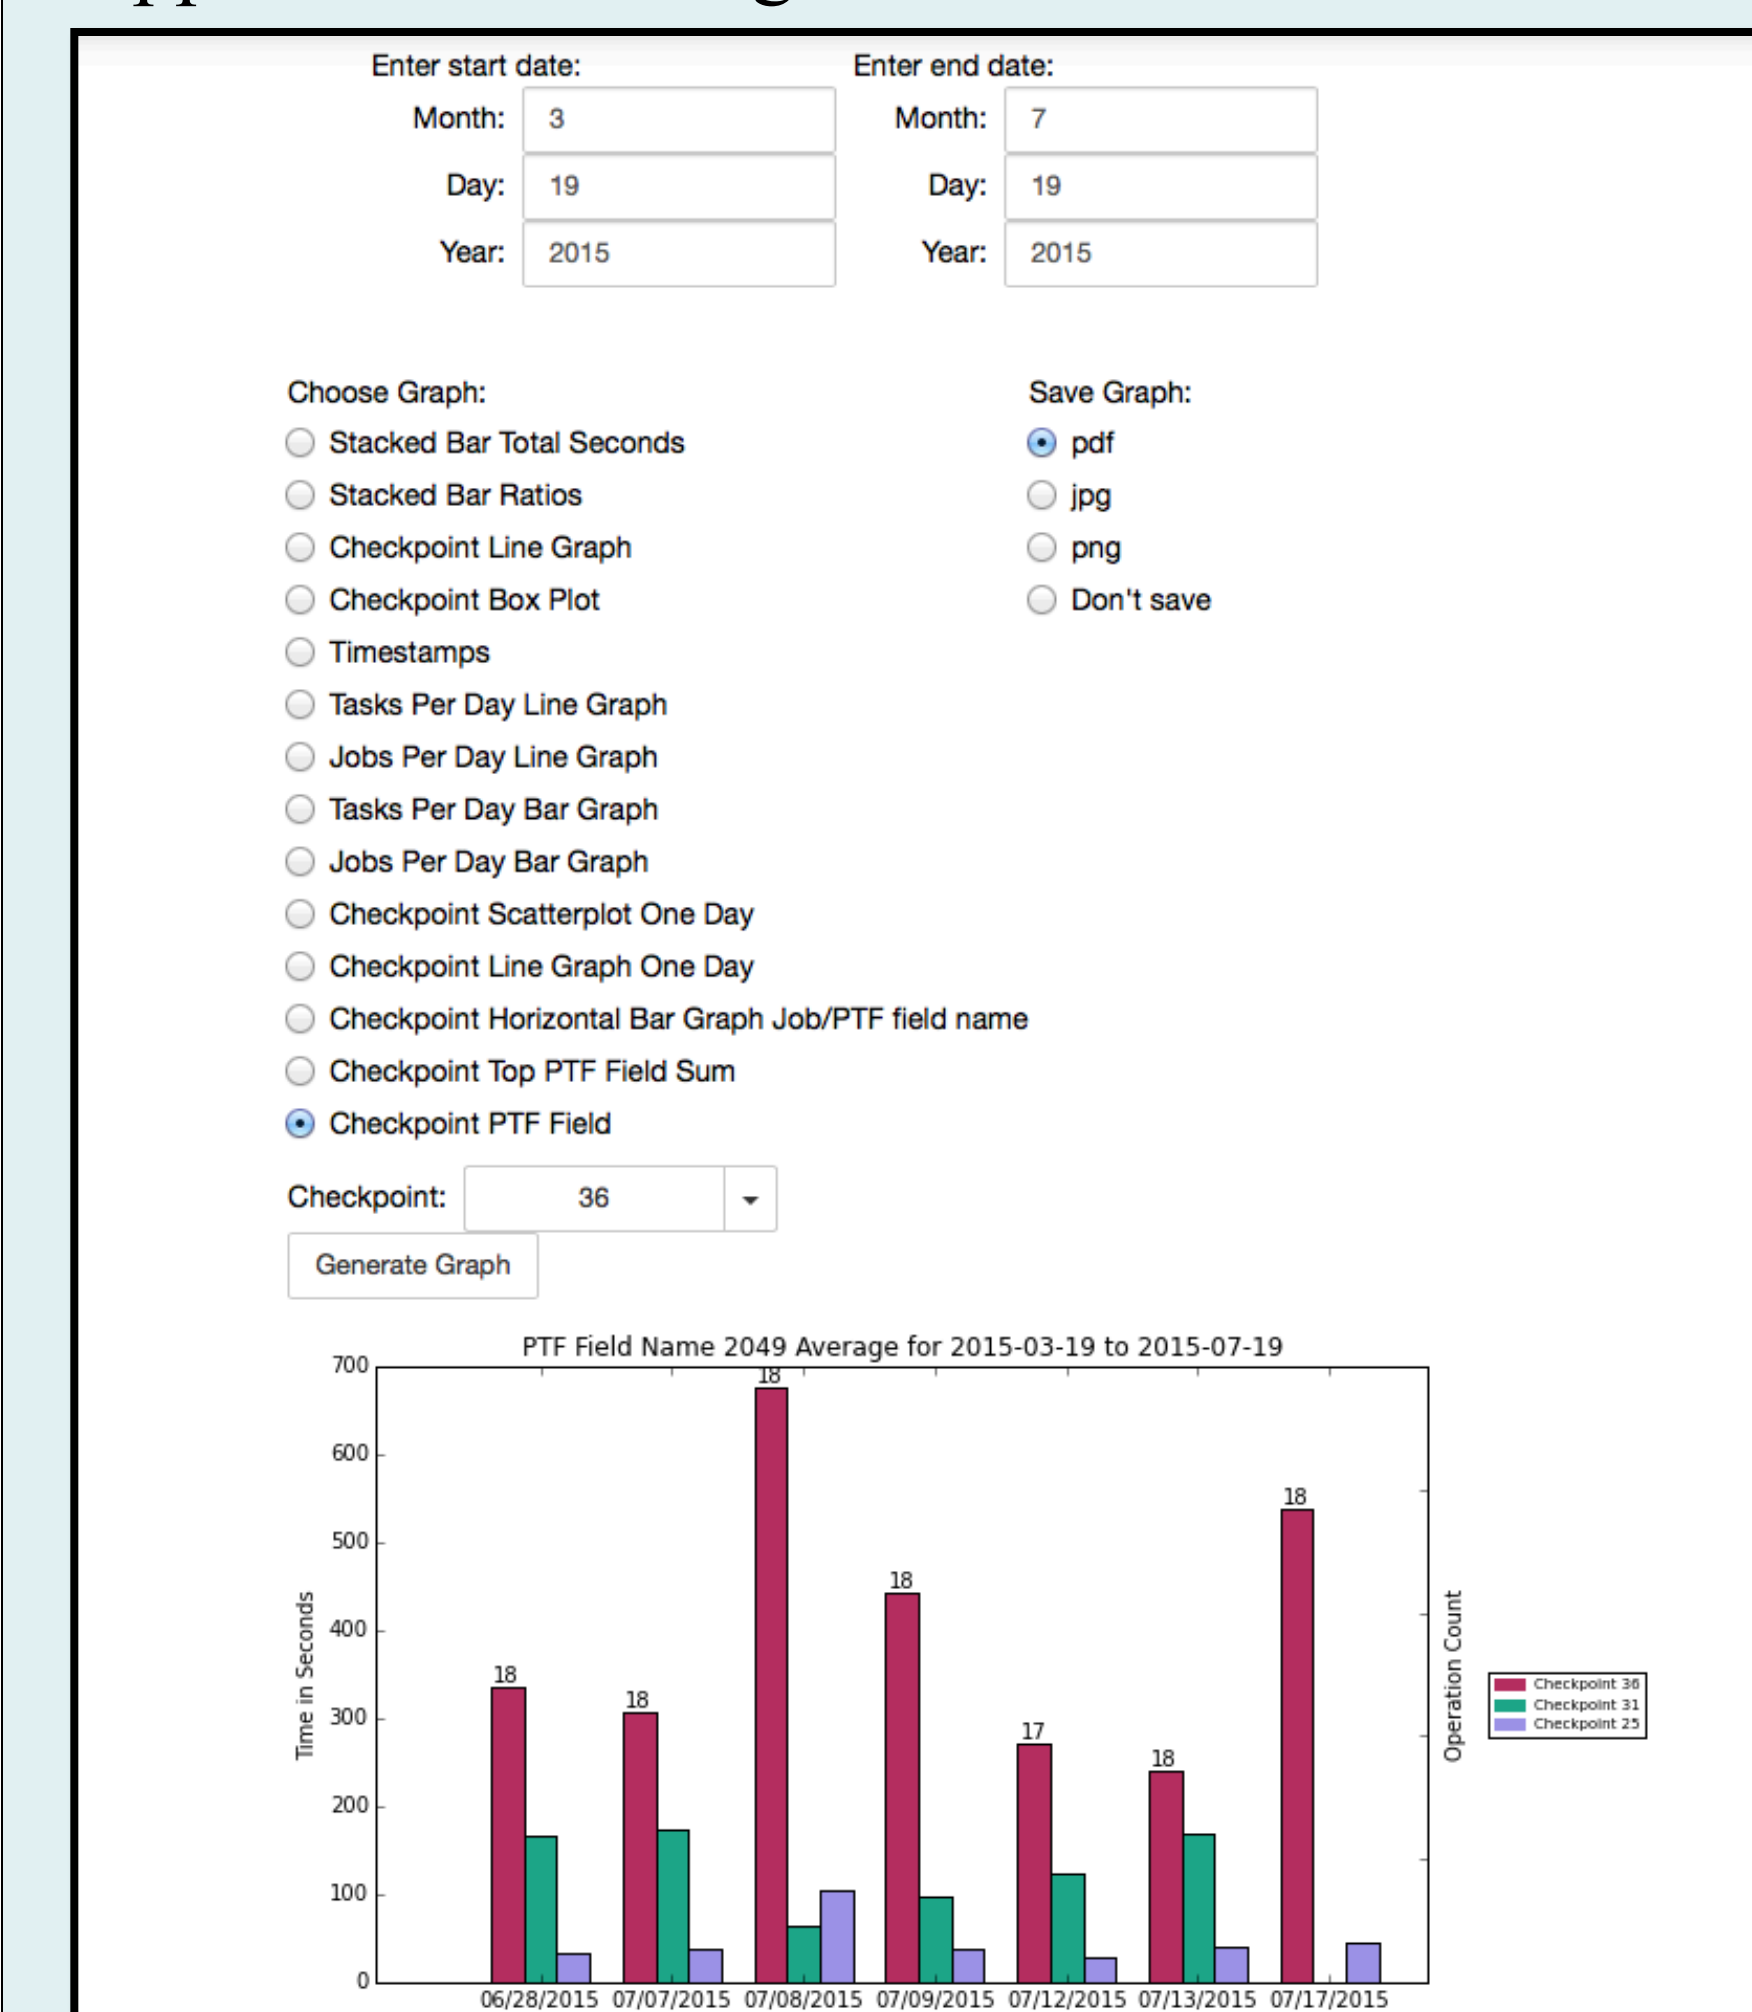 Enter start date: Enter end date:
Month: 3 Month: 7
Day: 19 Day: 19
Year: 2015 Year: 2015
Choose Graph: Save Graph:
Stacked Bar Total Seconds pdf
Stacked Bar Ratios jpg
Checkpoint Line Graph png
Checkpoint Box Plot Don't save
Timestamps
Tasks Per Day Line Graph
Jobs Per Day Line Graph
Tasks Per Day Bar Graph
Jobs Per Day Bar Graph
Checkpoint Scatterplot One Day
Checkpoint Line Graph One Day
Checkpoint Horizontal Bar Graph Job/PTF field name
Checkpoint Top PTF Field Sum
Checkpoint PTF Field
Checkpoint: 36
Generate Graph
PTF Field Name 2049 Average for 2015-03-19 to 2015-07-19
700
600
500
400
300
200
100
0
Time in Seconds
18
18
18
18
17
18
18
06/28/2015 07/07/2015 07/08/2015 07/09/2015 07/12/2015 07/13/2015 07/17/2015
Operation Count
Checkpoint 36
Checkpoint 31
Checkpoint 25